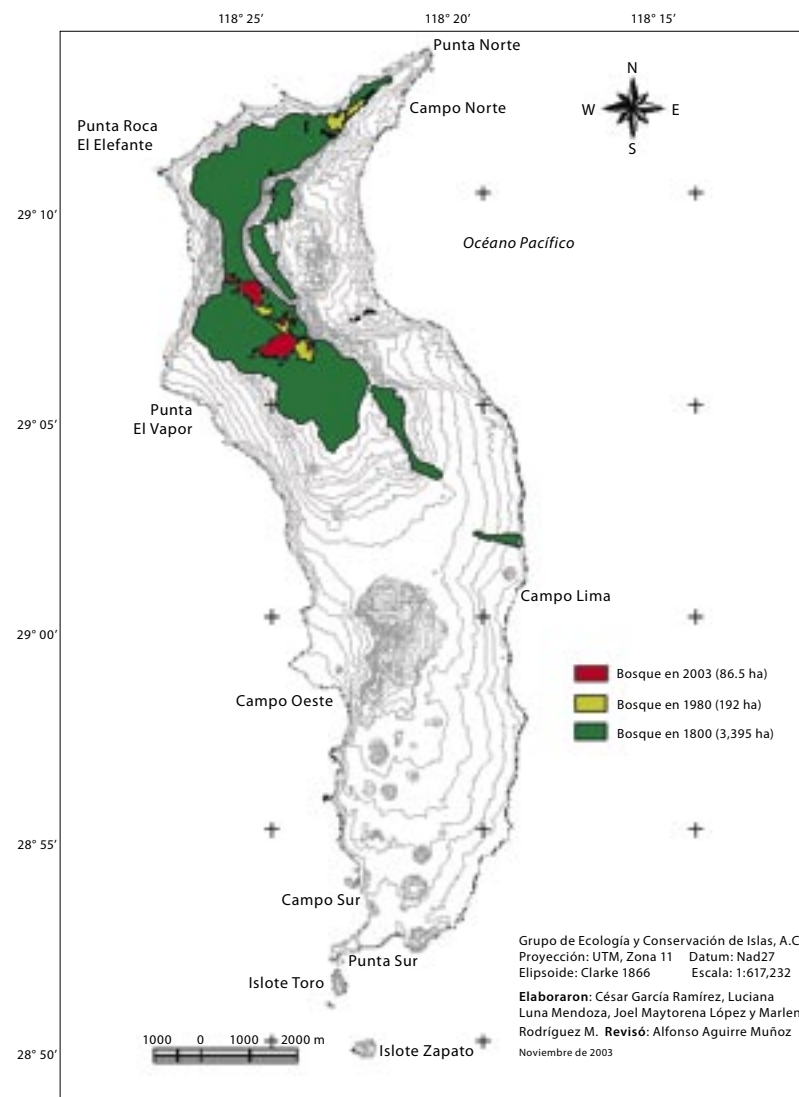 118° 25’
118° 20’
118° 15’
Punta Norte
N
W
E
S
Campo Norte
Punta Roca
El Elefante
29° 10’
Océano Pacífico
29° 05’
Punta
El Vapor
Campo Lima
29° 00’
Bosque en 2003 (86.5 ha)
Campo Oeste
Bosque en 1980 (192 ha)
Bosque en 1800 (3,395 ha)
28° 55’
Campo Sur
Punta Sur
Islote Toro
Grupo de Ecología y Conservación de Islas, A.C
Proyección: UTM, Zona 11 Datum: Nad27
Elipsoide: Clarke 1866 Escala: 1:617,232
Elaboraron: César García Ramírez, Luciana
Luna Mendoza, Joel Maytorena López y Marlen
Rodríguez M. Revisó: Alfonso Aguirre Muñoz
Noviembre de 2003
1000 0 1000 2000 m
28° 50’
Islote Zapato